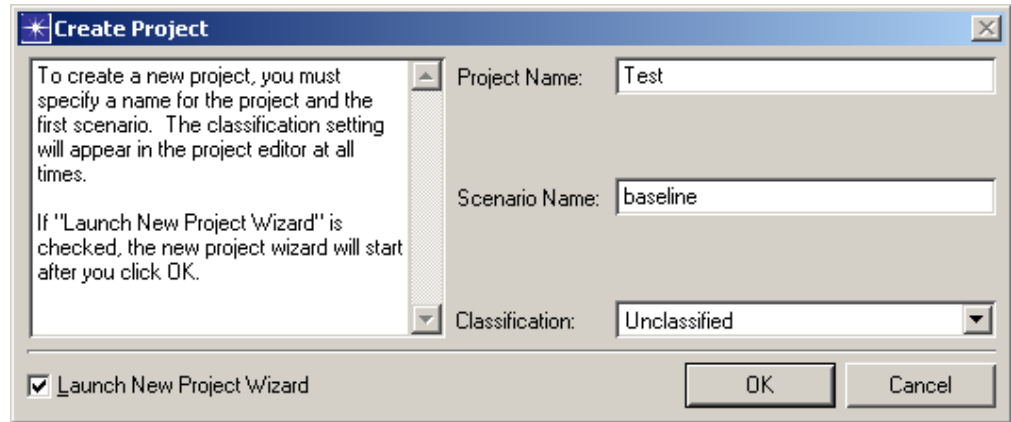 Create Project
To create a new project, you must
specify a name for the project and the
first scenario. The classification setting
will appear in the project editor at all
times.
If "Launch New Project Wizard" is
checked, the new project wizard will start
after you click OK.
Project Name:
Test
Scenario Name:
baseline
Classification:
Unclassified
Launch New Project Wizard
OK
Cancel